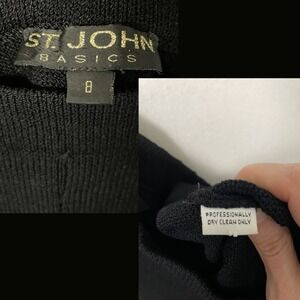 ST. JOHN
BASICS
8
PROFESSIONALLY
DRY CLEAN ONLY